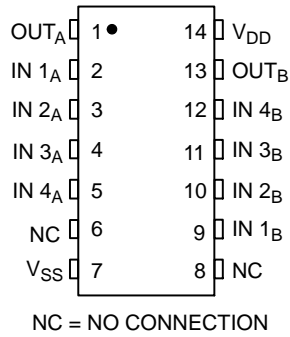 OUTA 1 14 VDD
IN 1A 2 13 OUTB
IN 2A 3 12 IN 4B
IN 3A 4 11 IN 3B
IN 4A 5 10 IN 2B
NC 6 9 IN 1B
VSS 7 8 NC
NC = NO CONNECTION